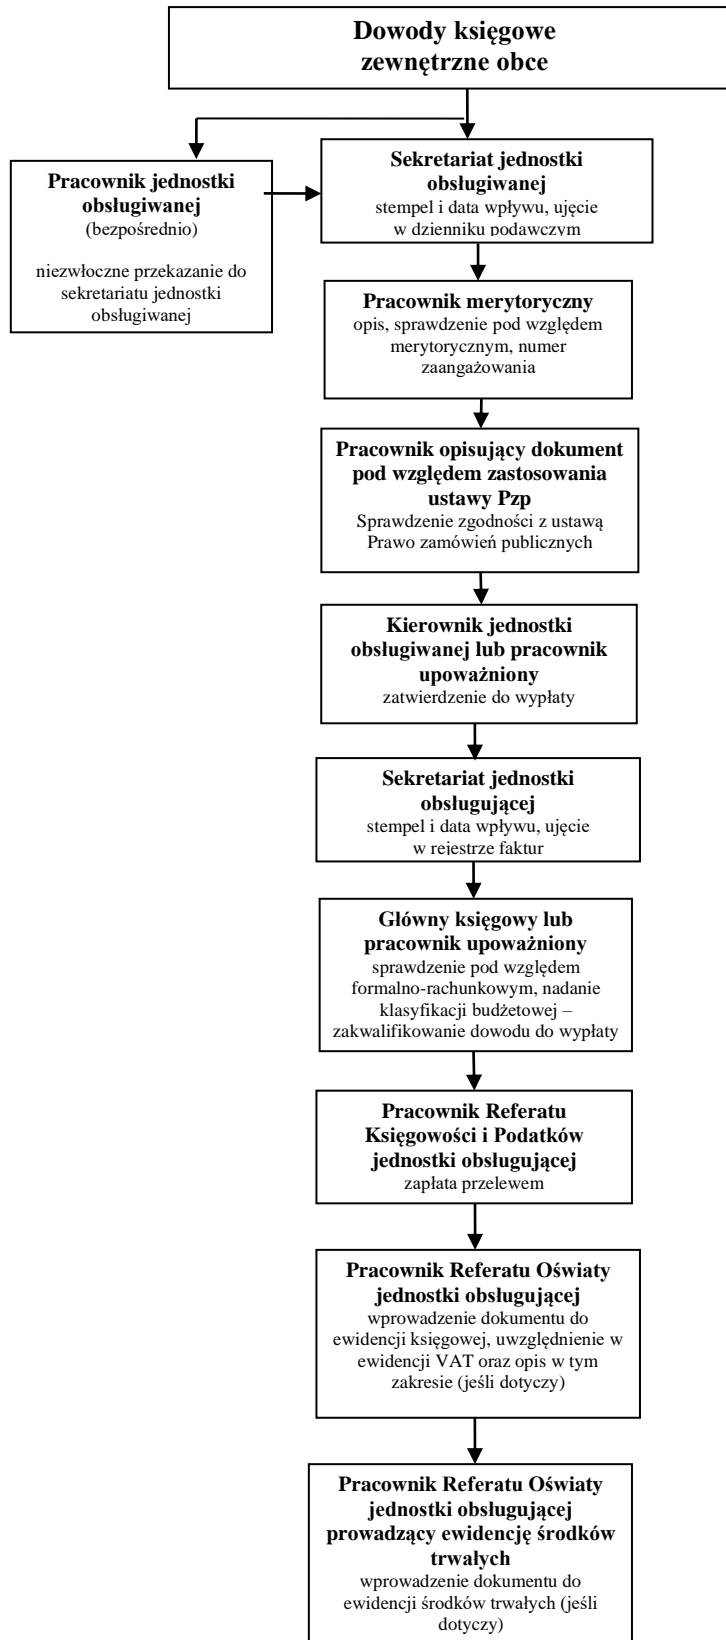 Dowody księgowe
zewnętrzne obce
Pracownik jednostki
obsługiwanej
(bezpośrednio)
niezwłoczne przekazanie do
sekretariatu jednostki
obsługiwanej
Sekretariat jednostki
obsługiwanej
stempel i data wpływu, ujęcie
w dzienniku podawczym
Pracownik merytoryczny
opis, sprawdzenie pod względem
merytorycznym, numer
zaangażowania
Pracownik opisujący dokument
pod względem zastosowania
ustawy Pzp
Sprawdzenie zgodności z ustawą
Prawo zamówień publicznych
Kierownik jednostki
obsługiwanej lub pracownik
upoważniony
zatwierdzenie do wypłaty
Sekretariat jednostki
obsługującej
stempel i data wpływu, ujęcie
w rejestrze faktur
Główny księgowy lub
pracownik upoważniony
sprawdzenie pod względem
formalno-rachunkowym, nadanie
klasyfikacji budżetowej –
zakwalifikowanie dowodu do wypłaty
Pracownik Referatu
Księgowości i Podatków
jednostki obsługującej
zapłata przelewem
Pracownik Referatu Oświaty
jednostki obsługującej
wprowadzenie dokumentu do
ewidencji księgowej, uwzględnienie w
ewidencji VAT oraz opis w tym
zakresie (jeśli dotyczy)
Pracownik Referatu Oświaty
jednostki obsługującej
prowadzący ewidencję środków
trwałych
wprowadzenie dokumentu do
ewidencji środków trwałych (jeśli
dotyczy)